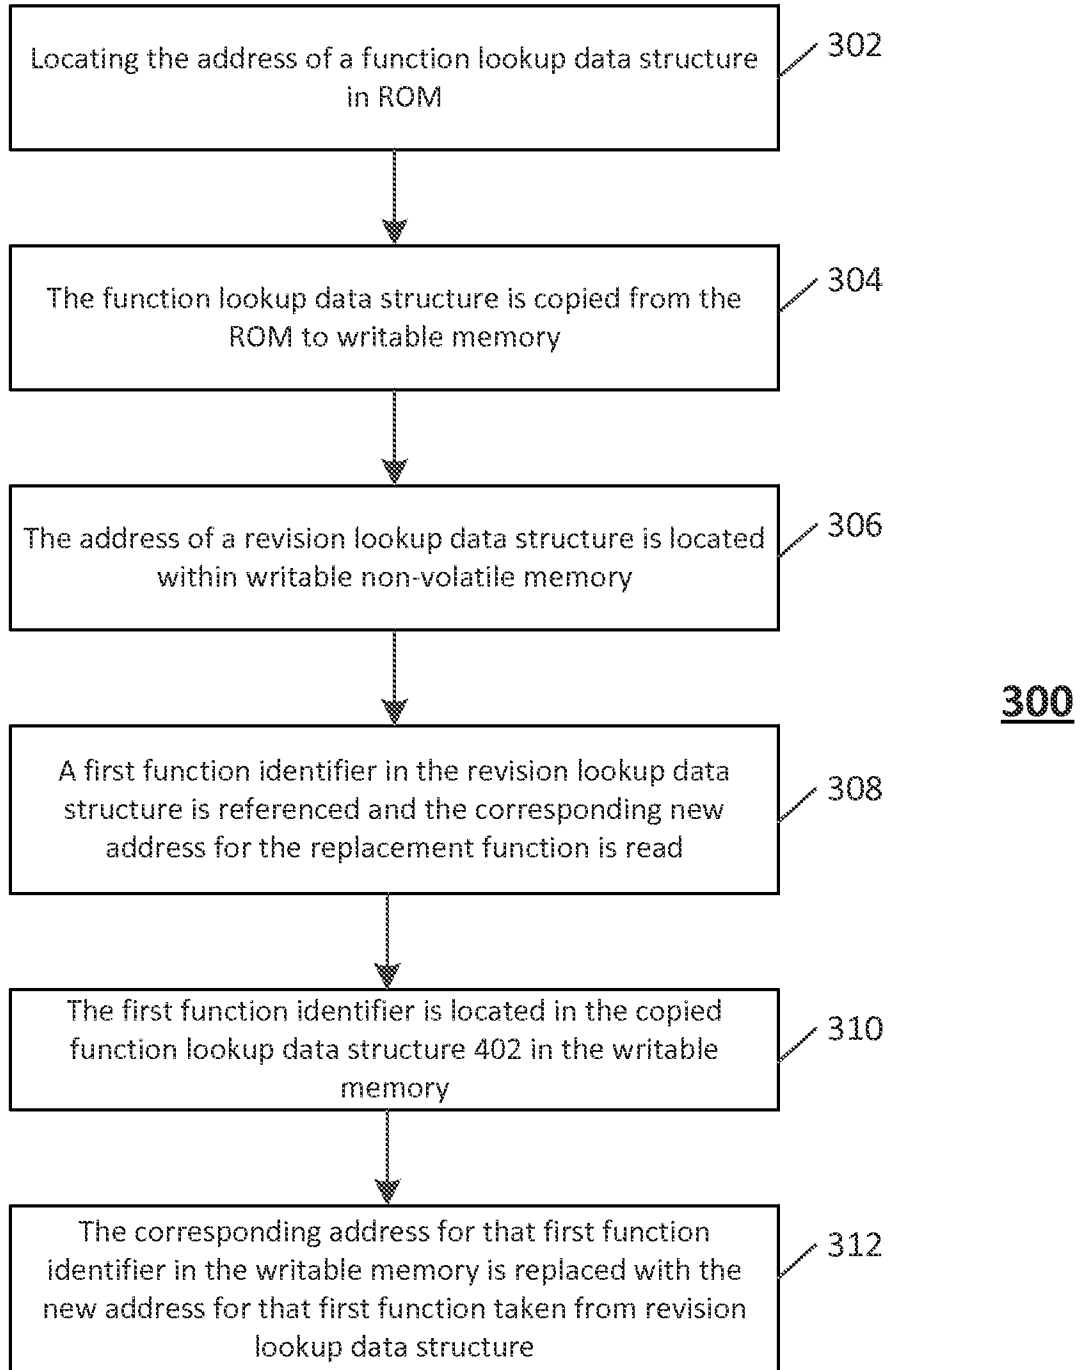 Locating the address of a function lookup data structure
in ROM
302
The function lookup data structure is copied from the
ROM to writable memory
304
The address of a revision lookup data structure is located
within writable non-volatile memory
306
300
A first function identifier in the revision lookup data
structure is referenced and the corresponding new
address for the replacement function is read
308
The first function identifier is located in the copied
function lookup data structure 402 in the writable
memory
310
The corresponding address for that first function
identifier in the writable memory is replaced with the
new address for that first function taken from revision
lookup data structure
312